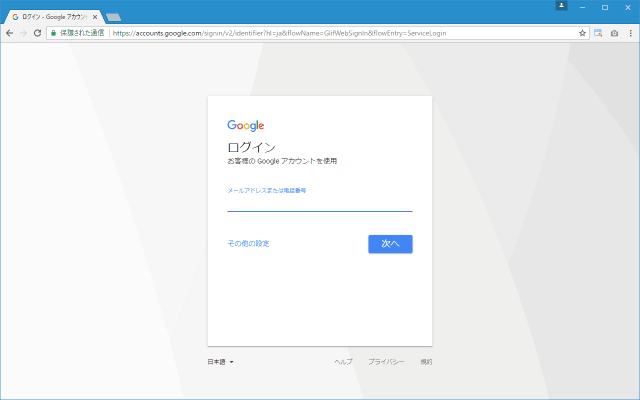 ログイン - Google アカウント
保護された通信
https://accounts.google.com/signin/v2/identifier?hl=ja&flowName=GlifWebSignIn&flowEntry=ServiceLogin
Google
ログイン
お客様の Google アカウントを使用
メールアドレスまたは電話番号
その他の設定
次へ
日本語
ヘルプ
プライバシー
規約